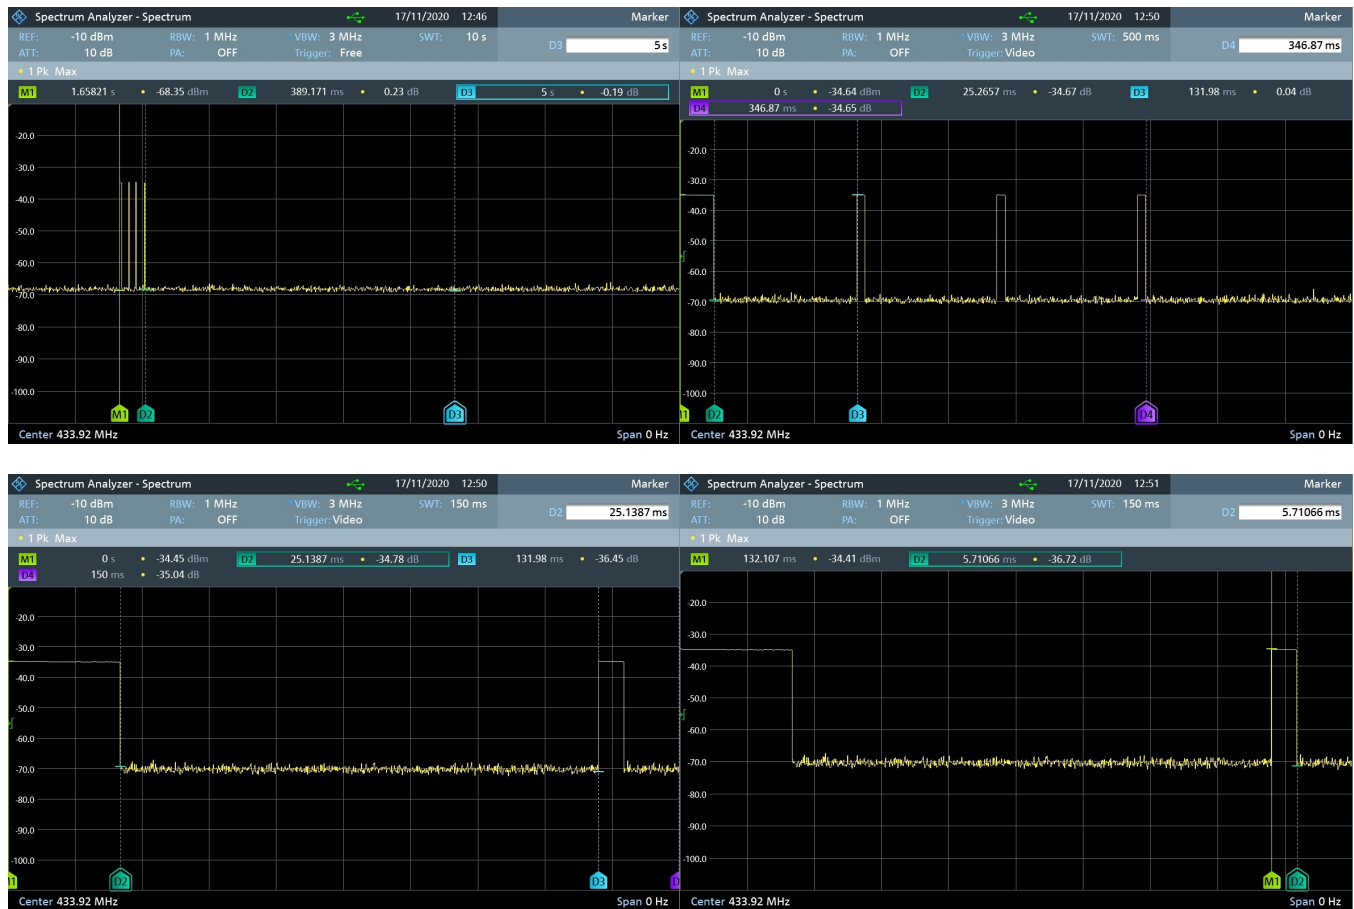 Spectrum Analyzer - Spectrum 17/11/2020 12:46 Marker
REF: -10 dBm RBW: 1 MHz *VBW: 3 MHz SWT: 10 s
ATT: 10 dB PA: OFF Trigger: Free
D3 5 s
1 Pk Max
M1 1.65821 s • -68.35 dBm D2 389.171 ms • 0.23 dB D3 5 s • -0.19 dB
-20.0
-30.0
-40.0
-50.0
-60.0
-70.0
-80.0
-90.0
-100.0
M1 D2 D3
Center 433.92 MHz Span 0 Hz
Spectrum Analyzer - Spectrum 17/11/2020 12:50 Marker
REF: -10 dBm RBW: 1 MHz *VBW: 3 MHz SWT: 500 ms
ATT: 10 dB PA: OFF Trigger: Video
D4 346.87 ms
1 Pk Max
M1 0 s • -34.64 dBm D2 25.2657 ms • -34.67 dB D3 131.98 ms • 0.04 dB
D4 346.87 ms • -34.65 dB
-20.0
-30.0
-40.0
-50.0
-60.0
-70.0
-80.0
-90.0
-100.0
1 D2 D3 D4
Center 433.92 MHz Span 0 Hz
Spectrum Analyzer - Spectrum 17/11/2020 12:50 Marker
REF: -10 dBm RBW: 1 MHz *VBW: 3 MHz SWT: 150 ms
ATT: 10 dB PA: OFF Trigger: Video
D2 25.1387 ms
1 Pk Max
M1 0 s • -34.45 dBm D2 25.1387 ms • -34.78 dB D3 131.98 ms • -36.45 dB
D4 150 ms • -35.04 dB
-20.0
-30.0
-40.0
-50.0
-60.0
-70.0
-80.0
-90.0
-100.0
1 D2 D3 D
Center 433.92 MHz Span 0 Hz
Spectrum Analyzer - Spectrum 17/11/2020 12:51 Marker
REF: -10 dBm RBW: 1 MHz *VBW: 3 MHz SWT: 150 ms
ATT: 10 dB PA: OFF Trigger: Video
D2 5.71066 ms
1 Pk Max
M1 132.107 ms • -34.41 dBm D2 5.71066 ms • -36.72 dB
-20.0
-30.0
-40.0
-50.0
-60.0
-70.0
-80.0
-90.0
-100.0
M1 D2
Center 433.92 MHz Span 0 Hz